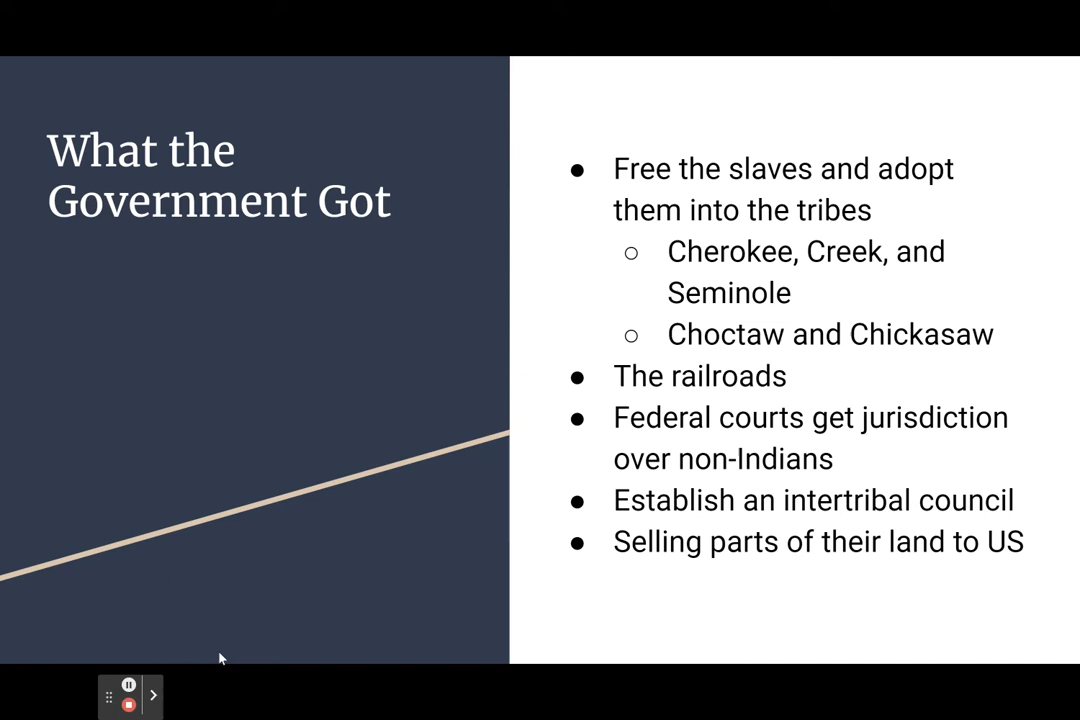 What the
Government Got
● Free the slaves and adopt
them into the tribes
○ Cherokee, Creek, and
Seminole
○ Choctaw and Chickasaw
● The railroads
● Federal courts get jurisdiction
over non-Indians
● Establish an intertribal council
● Selling parts of their land to US